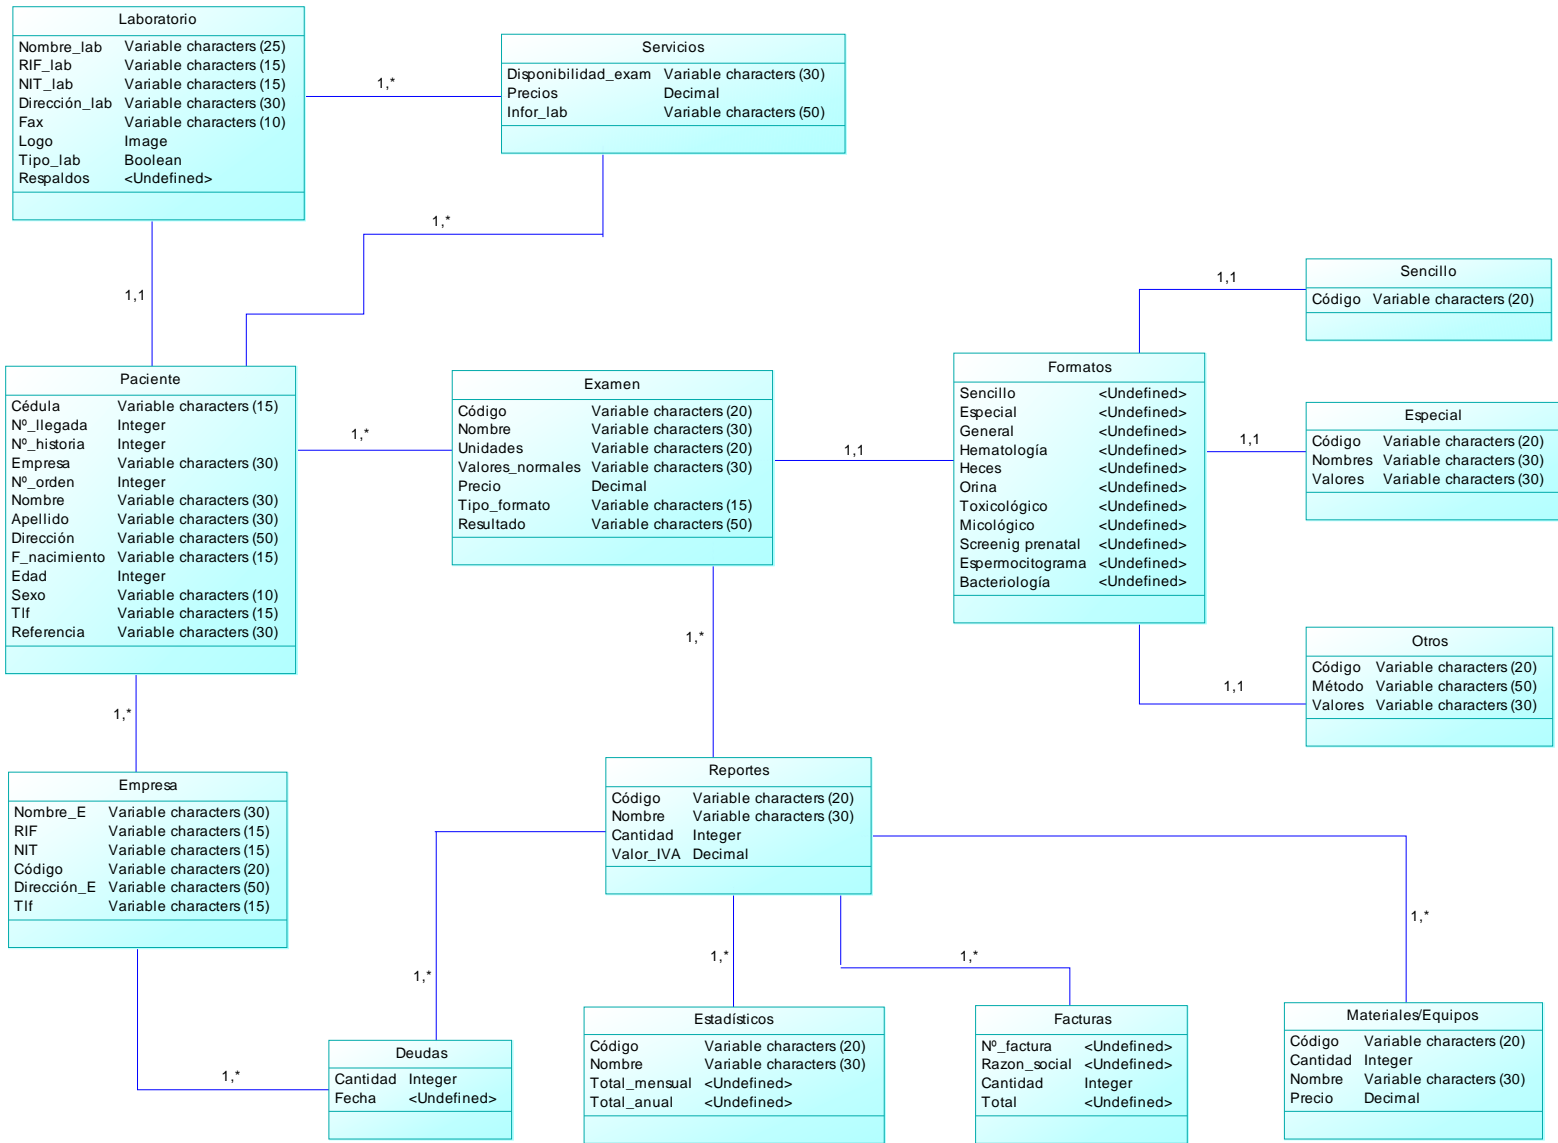 Laboratorio
Nombre_lab Variable characters (25)
RIF_lab Variable characters (15)
NIT_lab Variable characters (15)
Dirección_lab Variable characters (30)
Fax Variable characters (10)
Logo Image
Tipo_lab Boolean
Respaldos <Undefined>
1,*
Servicios
Disponibilidad_exam Variable characters (30)
Precios Decimal
Infor_lab Variable characters (50)
1,*
1,1
Paciente
Cédula Variable characters (15)
Nº_llegada Integer
Nº_historia Integer
Empresa Variable characters (30)
Nº_orden Integer
Nombre Variable characters (30)
Apellido Variable characters (30)
Dirección Variable characters (50)
F_nacimiento Variable characters (15)
Edad Integer
Sexo Variable characters (10)
Tlf Variable characters (15)
Referencia Variable characters (30)
1,*
Examen
Código Variable characters (20)
Nombre Variable characters (30)
Unidades Variable characters (20)
Valores_normales Variable characters (30)
Precio Decimal
Tipo_formato Variable characters (15)
Resultado Variable characters (50)
1,1
Formatos
Sencillo <Undefined>
Especial <Undefined>
General <Undefined>
Hematología <Undefined>
Heces <Undefined>
Orina <Undefined>
Toxicológico <Undefined>
Micológico <Undefined>
Screenig prenatal <Undefined>
Espermocitograma <Undefined>
Bacteriología <Undefined>
1,1
Sencillo
Código Variable characters (20)
1,1
Especial
Código Variable characters (20)
Nombres Variable characters (30)
Valores Variable characters (30)
1,1
Otros
Código Variable characters (20)
Método Variable characters (50)
Valores Variable characters (30)
1,*
1,*
Empresa
Nombre_E Variable characters (30)
RIF Variable characters (15)
NIT Variable characters (15)
Código Variable characters (20)
Dirección_E Variable characters (50)
Tlf Variable characters (15)
Reportes
Código Variable characters (20)
Nombre Variable characters (30)
Cantidad Integer
Valor_IVA Decimal
1,*
1,*
1,*
1,*
1,*
Deudas
Cantidad Integer
Fecha <Undefined>
Estadísticos
Código Variable characters (20)
Nombre Variable characters (30)
Total_mensual <Undefined>
Total_anual <Undefined>
Facturas
Nº_factura <Undefined>
Razon_social <Undefined>
Cantidad Integer
Total <Undefined>
Materiales/Equipos
Código Variable characters (20)
Cantidad Integer
Nombre Variable characters (30)
Precio Decimal